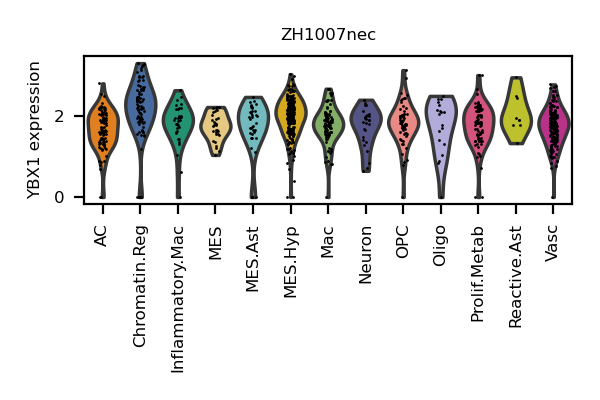 ZH1007nec
YBX1 expression
2
0
AC
Chromatin.Reg
Inflammatory.Mac
MES
MES.Ast
MES.Hyp
Mac
Neuron
OPC
Oligo
Prolif.Metab
Reactive.Ast
Vasc